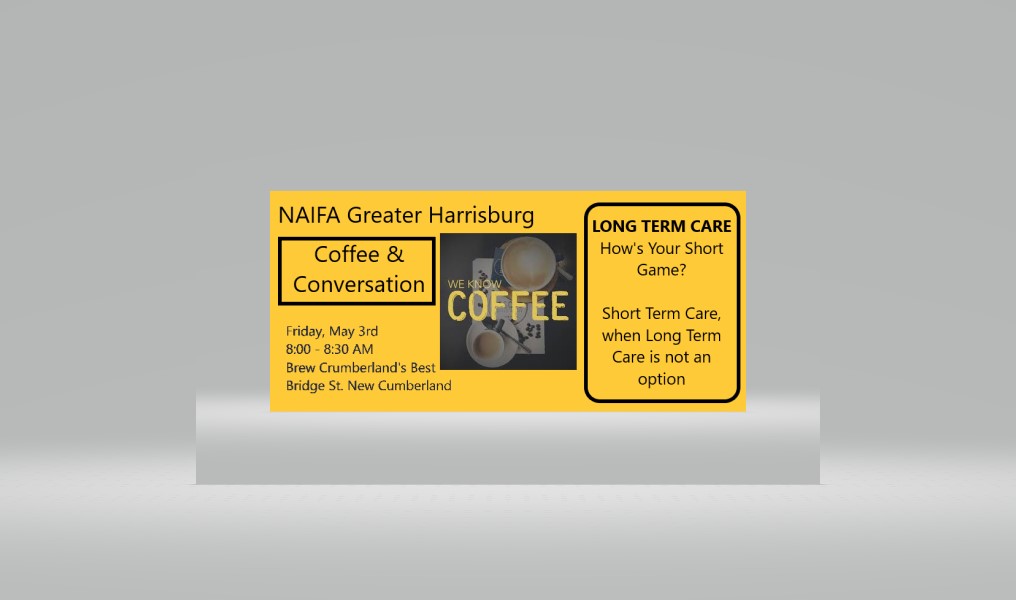 NAIFA Greater Harrisburg
Coffee &
Conversation
Friday, May 3rd
8:00 - 8:30 AM
Brew Crumberland's Best
Bridge St. New Cumberland
WE KNOW
COFFEE
LONG TERM CARE
How's Your Short
Game?
Short Term Care,
when Long Term
Care is not an
option